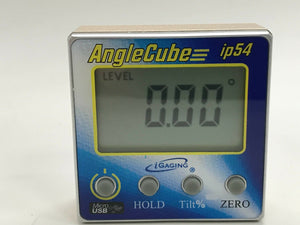 AngleCube ip54
LEVEL
0.00°
iGAGING ®
HOLD Tilt% ZERO
Micro
USB